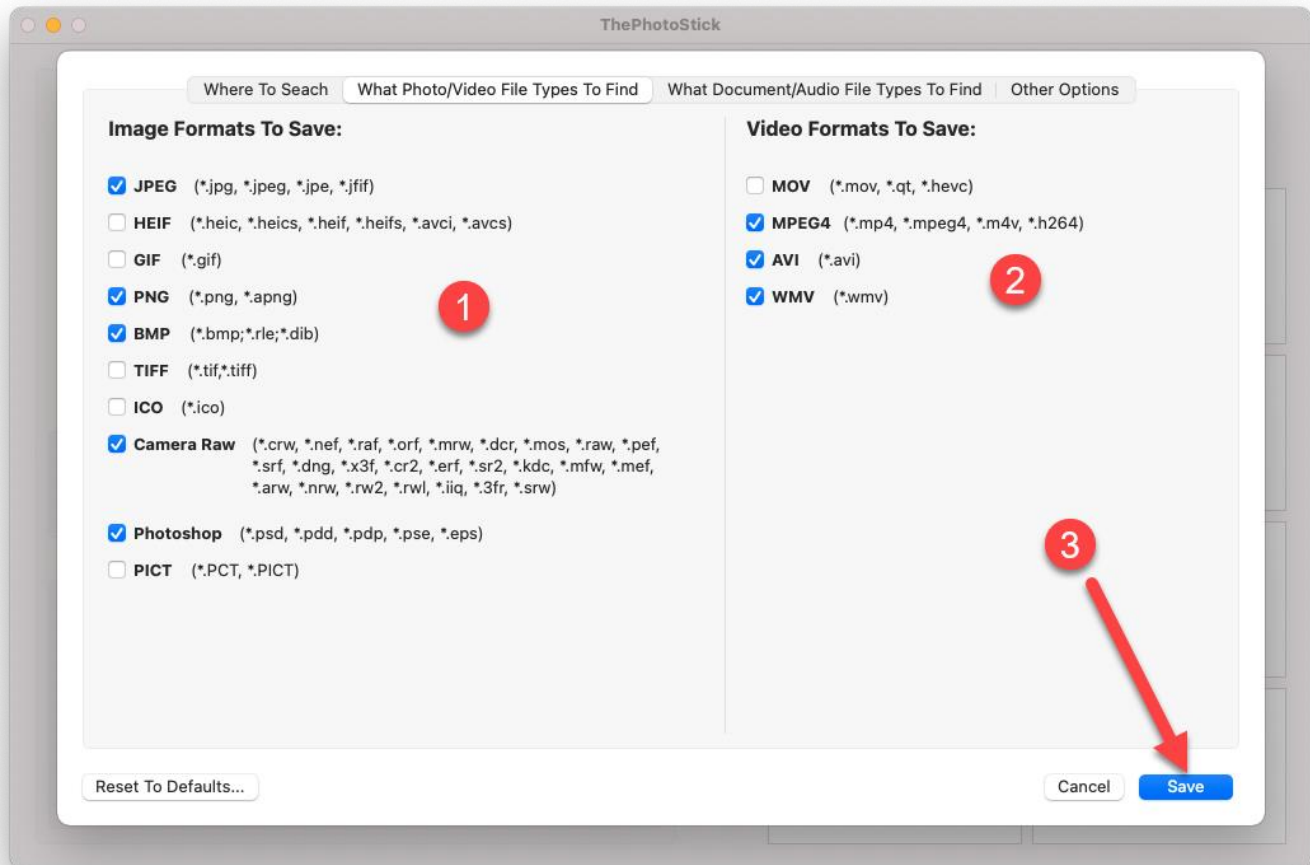 ThePhotoStick
Where To Seach
What Photo/Video File Types To Find
What Document/Audio File Types To Find
Other Options
Image Formats To Save:
JPEG (*.jpg, *.jpeg, *.jpe, *.jfif)
HEIF (*.heic, *.heics, *.heif, *.heifs, *.avci, *.avcs)
GIF (*.gif)
PNG (*.png, *.apng)
BMP (*.bmp;*.rle;*.dib)
TIFF (*.tif,*.tiff)
ICO (*.ico)
Camera Raw (*.crw, *.nef, *.raf, *.orf, *.mrw, *.dcr, *.mos, *.raw, *.pef,
*.srf, *.dng, *.x3f, *.cr2, *.erf, *.sr2, *.kdc, *.mfw, *.mef,
*.arw, *.nrw, *.rw2, *.rwl, *.iiq, *.3fr, *.srw)
Photoshop (*.psd, *.pdd, *.pdp, *.pse, *.eps)
PICT (*.PCT, *.PICT)
1
Video Formats To Save:
MOV (*.mov, *.qt, *.hevc)
MPEG4 (*.mp4, *.mpeg4, *.m4v, *.h264)
AVI (*.avi)
WMV (*.wmv)
2
3
Reset To Defaults...
Cancel
Save